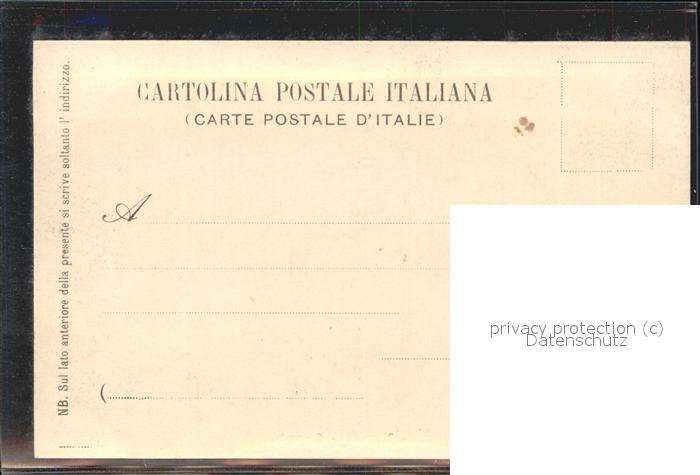 CARTOLINA POSTALE ITALIANA
(CARTE POSTALE D'ITALIE)
A
NB. Sul lato anteriore della presente si scrive soltanto l' indirizzo.
(
privacy protection (c)
Datenschutz